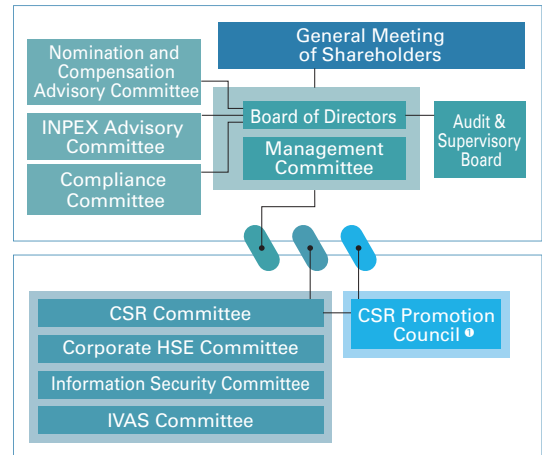 General Meeting
of Shareholders
Nomination and
Compensation
Advisory Committee
INPEX Advisory
Committee
Compliance
Committee
Board of Directors
Management
Committee
Audit &
Supervisory
Board
CSR Committee
Corporate HSE Committee
Information Security Committee
IVAS Committee
CSR Promotion
Council ❶